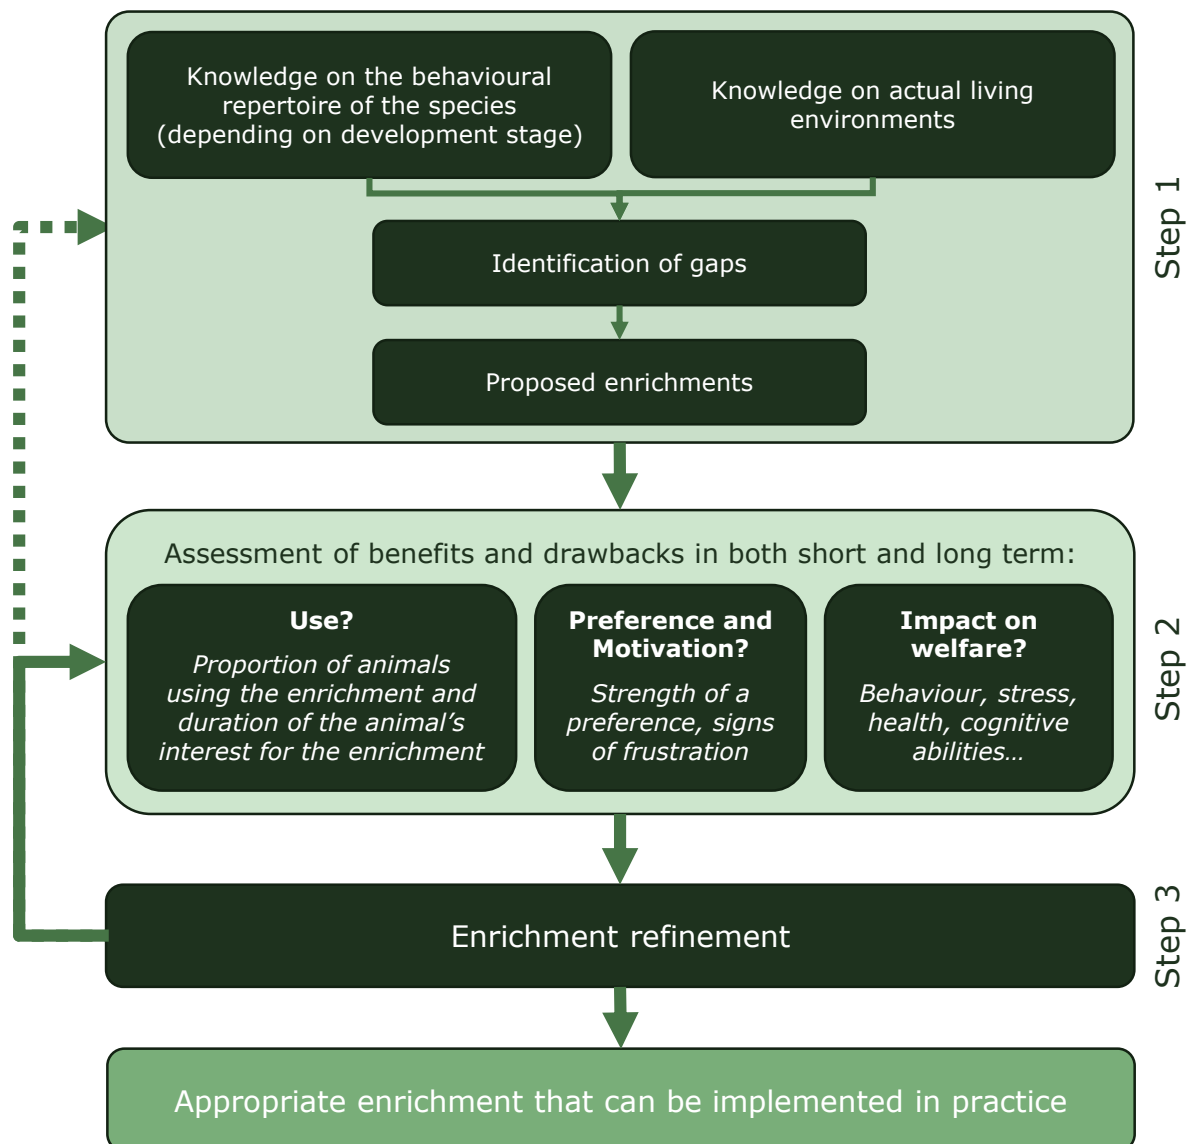 Knowledge on the behavioural
repertoire of the species
(depending on development stage)
Knowledge on actual living
environments
Identification of gaps
Proposed enrichments
Step 1
Assessment of benefits and drawbacks in both short and long term:
Use?
Proportion of animals
using the enrichment and
duration of the animal's
interest for the enrichment
Preference and
Motivation?
Strength of a
preference, signs
of frustration
Impact on
welfare?
Behaviour, stress,
health, cognitive
abilities…
Step 2
Enrichment refinement
Step 3
Appropriate enrichment that can be implemented in practice